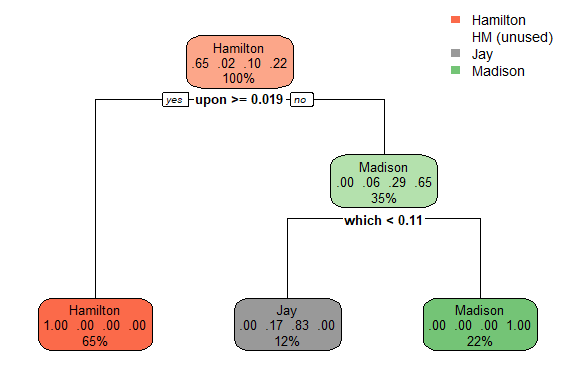 Hamilton
HM (unused)
Jay
Madison
Hamilton
.65 .02 .10 .22
100%
yes upon >= 0.019 no
Madison
.00 .06 .29 .65
35%
which < 0.11
Hamilton
1.00 .00 .00 .00
65%
Jay
.00 .17 .83 .00
12%
Madison
.00 .00 .00 1.00
22%